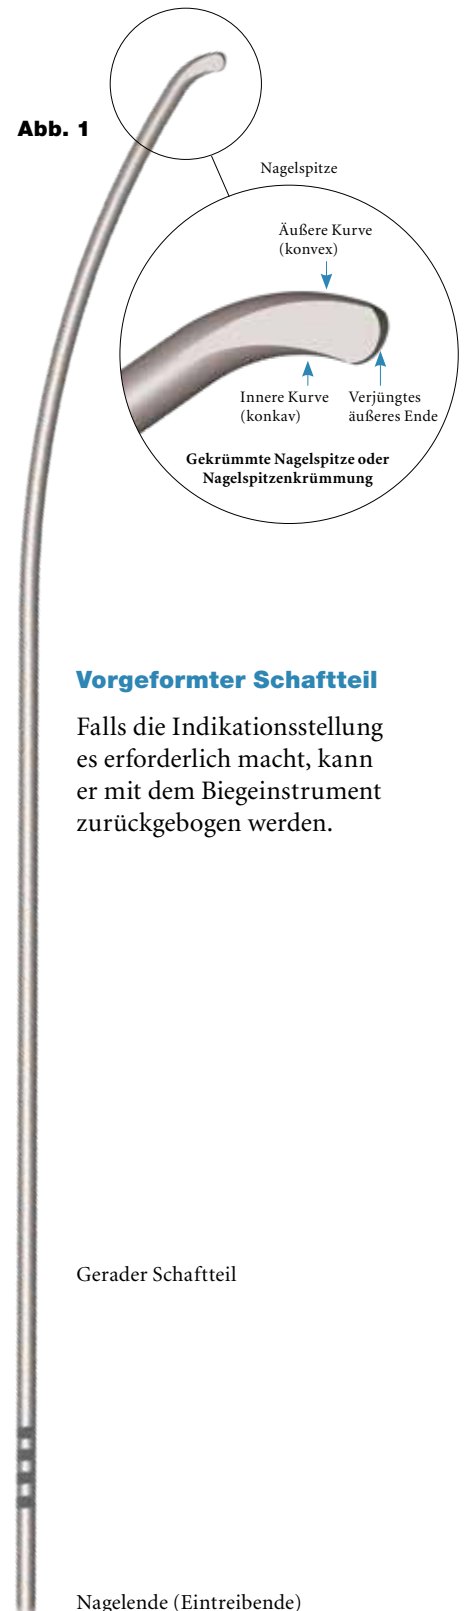 Abb. 1
Nagelspitze
Äußere Kurve
(konvex)
Innere Kurve
(konkav)
Verjüngtes
äußeres Ende
Gekrümmte Nagelspitze oder
Nagelspitzenkrümmung
Vorgeformter Schaftteil
Falls die Indikationsstellung
es erforderlich macht, kann
er mit dem Biegeinstrument
zurückgebogen werden.
Gerader Schaftteil
Nagelende (Eintreibende)